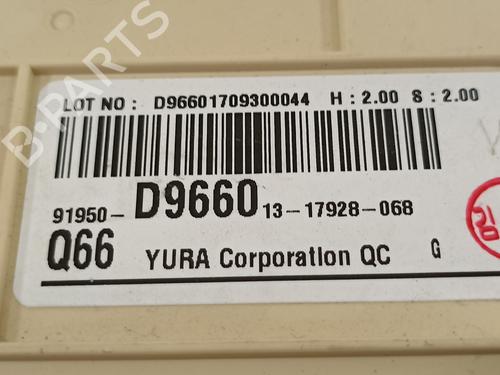 B-PARTS
LOT NO : D96601709300044 H : 2.00 S : 2.00
91950-D9660 13-17928-068
Q66 YURA Corporation QC G